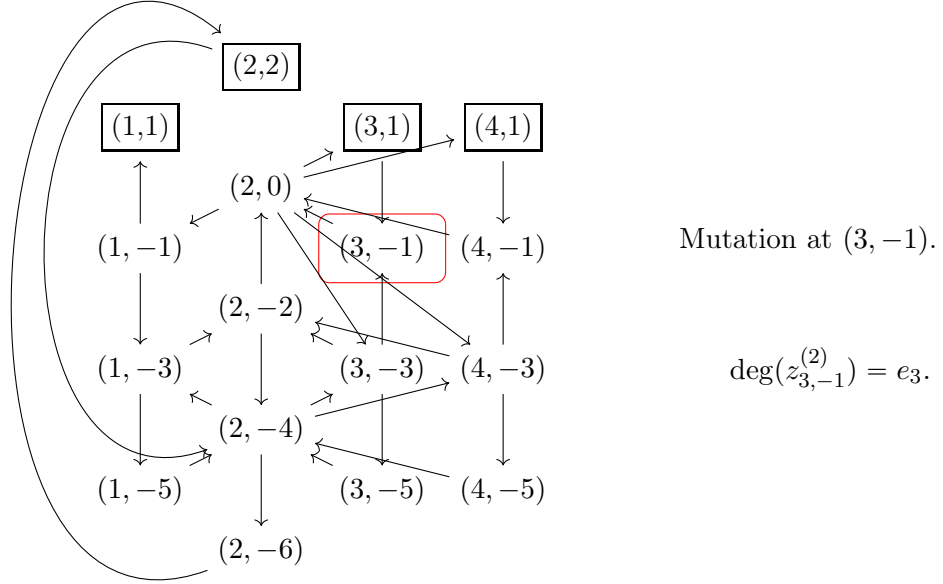 (2,2)
(1,1) (3,1) (4,1)
(2, 0)
(1, −1) (3, −1) (4, −1) Mutation at (3, −1).
(2, −2)
(1, −3) (3, −3) (4, −3) deg(z_{3,−1}^{(2)}) = e_3.
(2, −4)
(1, −5) (3, −5) (4, −5)
(2, −6)